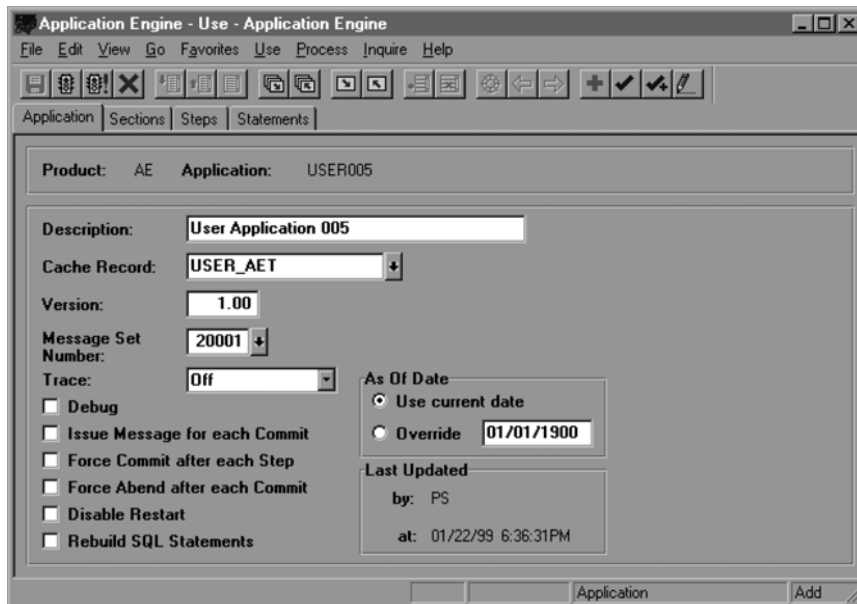 Application Engine - Use - Application Engine
File Edit View Go Favorites Use Process Inquire Help
Application Sections Steps Statements
Product: AE Application: USER005
Description: User Application 005
Cache Record: USER_AET
Version: 1.00
Message Set Number: 20001
Trace: Off
Debug
Issue Message for each Commit
Force Commit after each Step
Force Abend after each Commit
Disable Restart
Rebuild SQL Statements
As Of Date
Use current date
Override 01/01/1900
Last Updated
by: PS
at: 01/22/99 6:36:31PM
Application Add